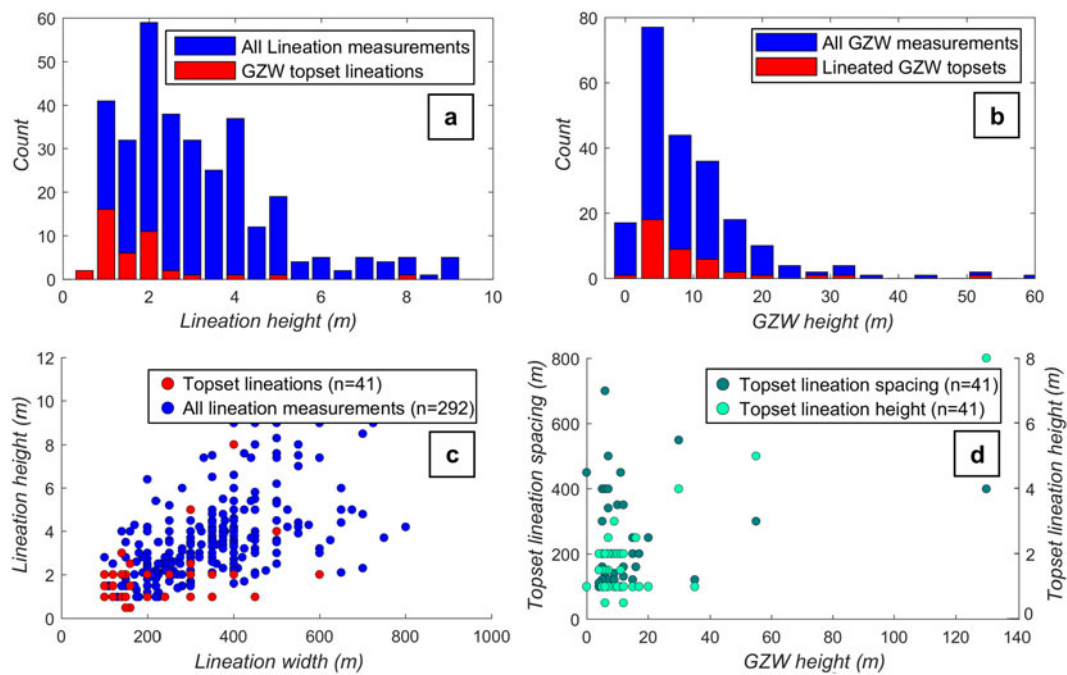 60
50
40
30
20
10
0
Count
All Lineation measurements
GZW topset lineations
a
0 2 4 6 8 10
Lineation height (m)
80
60
40
20
0
Count
All GZW measurements
Lineated GZW topsets
b
0 10 20 30 40 50 60
GZW height (m)
12
10
8
6
4
2
0
Lineation height (m)
Topset lineations (n=41)
All lineation measurements (n=292)
c
0 200 400 600 800 1000
Lineation width (m)
800
600
400
200
0
Topset lineation spacing (m)
Topset lineation spacing (n=41)
Topset lineation height (n=41)
d
8
6
4
2
0
Topset lineation height (m)
0 20 40 60 80 100 120 140
GZW height (m)